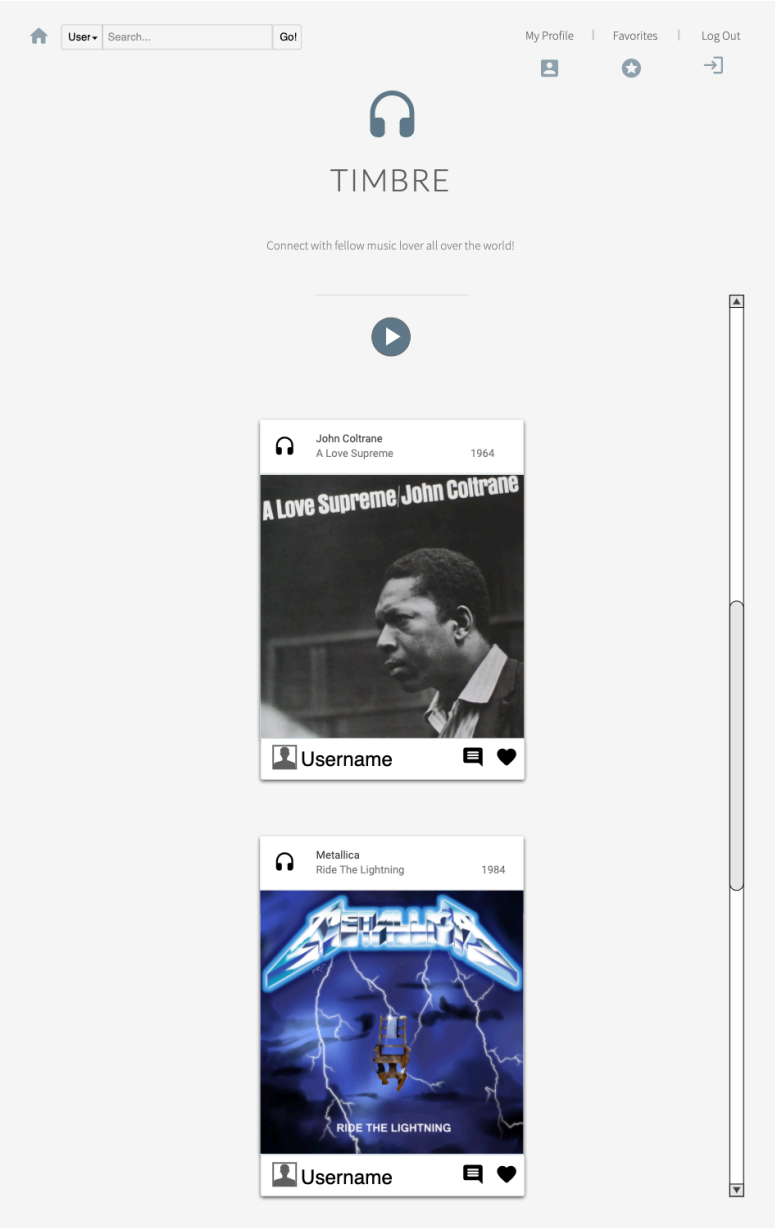 User Search... Go! My Profile | Favorites | Log Out
TIMBRE
Connect with fellow music lover all over the world!
John Coltrane
A Love Supreme 1964
A Love Supreme/John Coltrane
Username
Metallica
Ride The Lightning 1984
METALLICA
RIDE THE LIGHTNING
Username